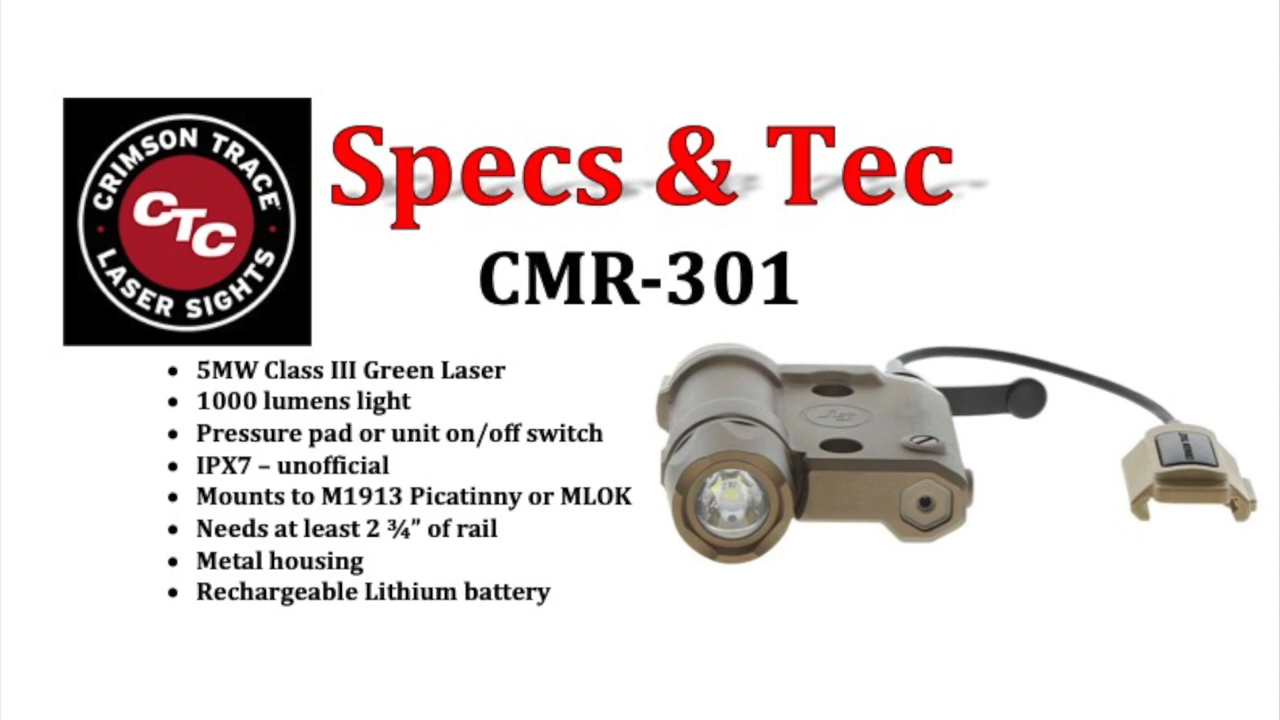 CRIMSON TRACE
CTC
LASER SIGHTS
Specs & Tec
CMR-301
• 5MW Class III Green Laser
• 1000 lumens light
• Pressure pad or unit on/off switch
• IPX7 – unofficial
• Mounts to M1913 Picatinny or MLOK
• Needs at least 2 ¾” of rail
• Metal housing
• Rechargeable Lithium battery